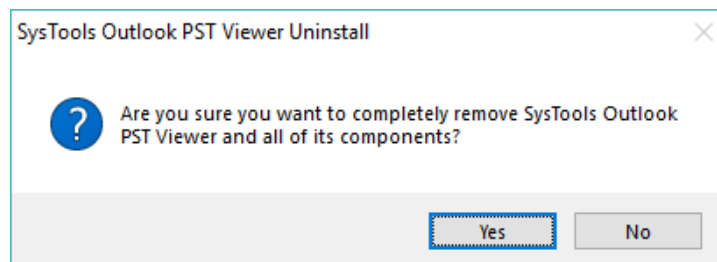 SysTools Outlook PST Viewer Uninstall
Are you sure you want to completely remove SysTools Outlook
PST Viewer and all of its components?
Yes
No